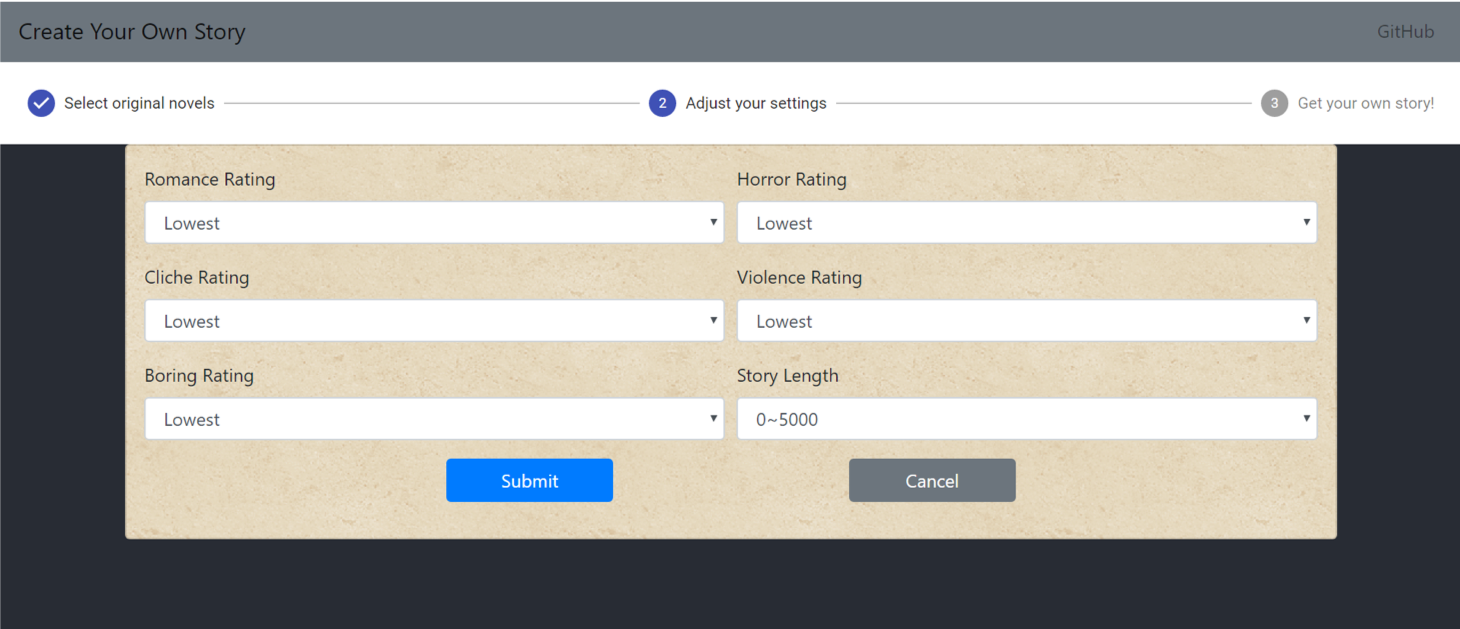 Create Your Own Story GitHub
Select original novels 2 Adjust your settings 3 Get your own story!
Romance Rating Horror Rating
Lowest Lowest
Cliche Rating Violence Rating
Lowest Lowest
Boring Rating Story Length
Lowest 0~5000
Submit Cancel